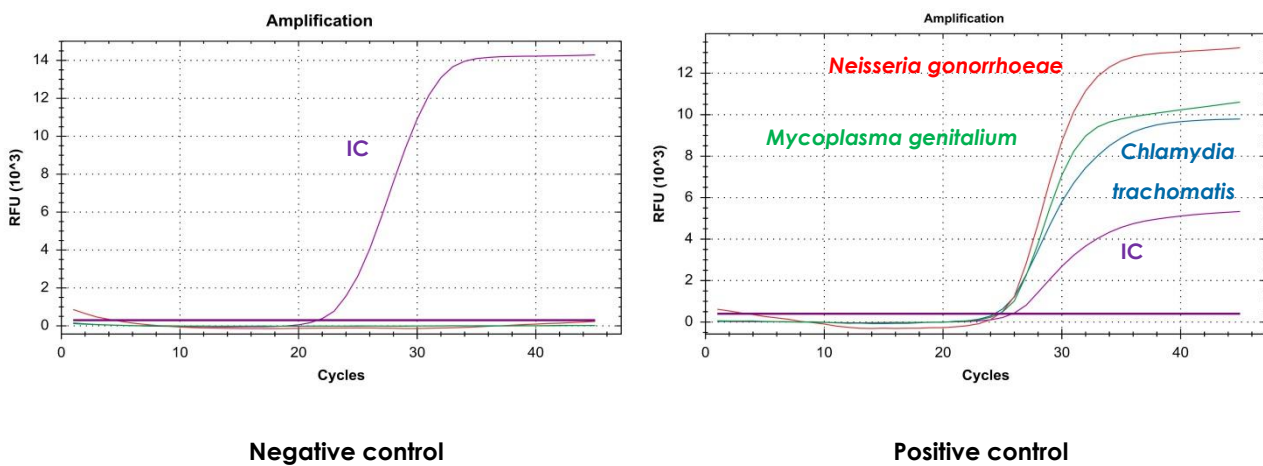 Amplification
14
12
10
8
6
4
2
0
RFU (10^3)
IC
0
10
20
30
40
Cycles
Negative control
Amplification
12
10
8
6
4
2
0
RFU (10^3)
Neisseria gonorrhoeae
Mycoplasma genitalium
Chlamydia
trachomatis
IC
0
10
20
30
40
Cycles
Positive control